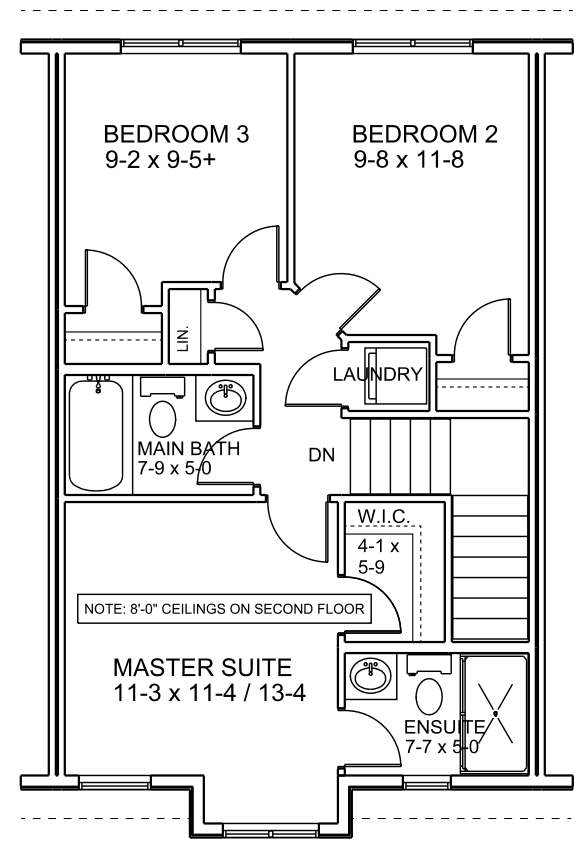 BEDROOM 3
9-2 x 9-5+
BEDROOM 2
9-8 x 11-8
LIN.
LAUNDRY
MAIN BATH
7-9 x 5-0
DN
W.I.C.
4-1 x
5-9
NOTE: 8'-0" CEILINGS ON SECOND FLOOR
MASTER SUITE
11-3 x 11-4 / 13-4
ENSUITE
7-7 x 5-0